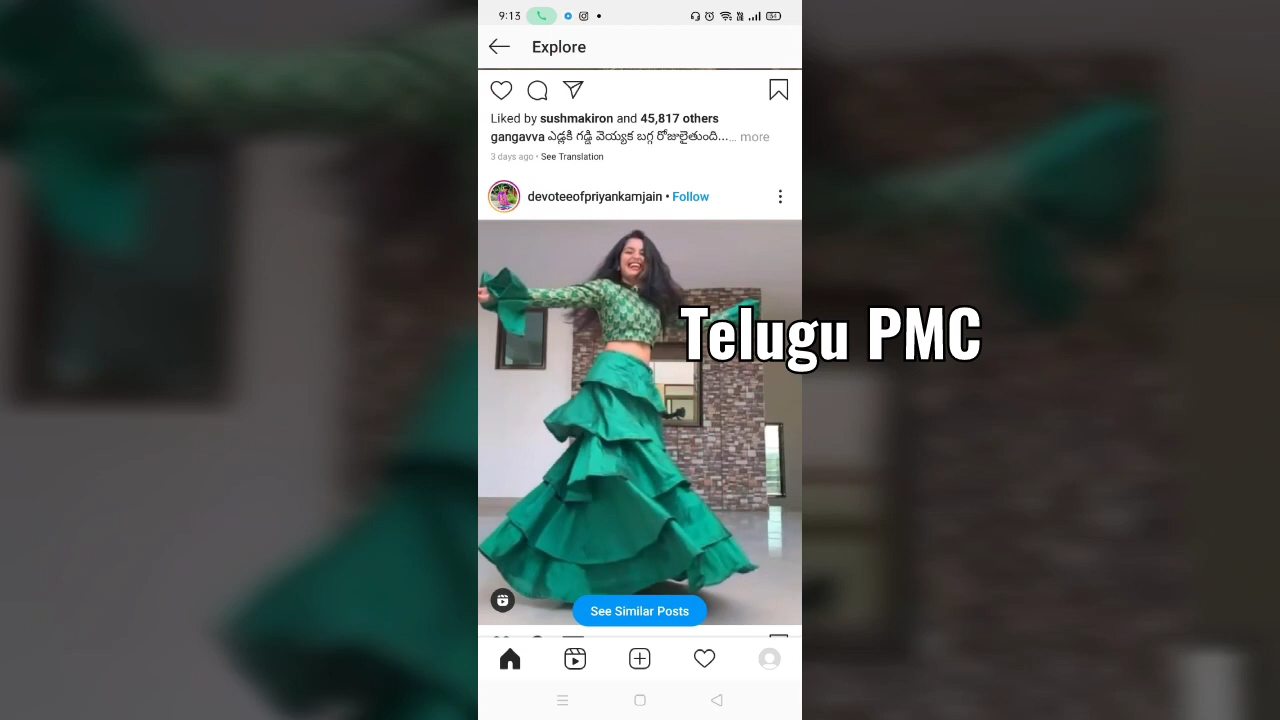 9:13
54
Explore
Liked by sushmakiron and 45,817 others
gangavva ఎడ్లకి గడ్డి వెయ్యక బగ్గ రోజులైతుంది...... more
3 days ago • See Translation
devoteeofpriyankamjain • Follow
Telugu PMC
See Similar Posts